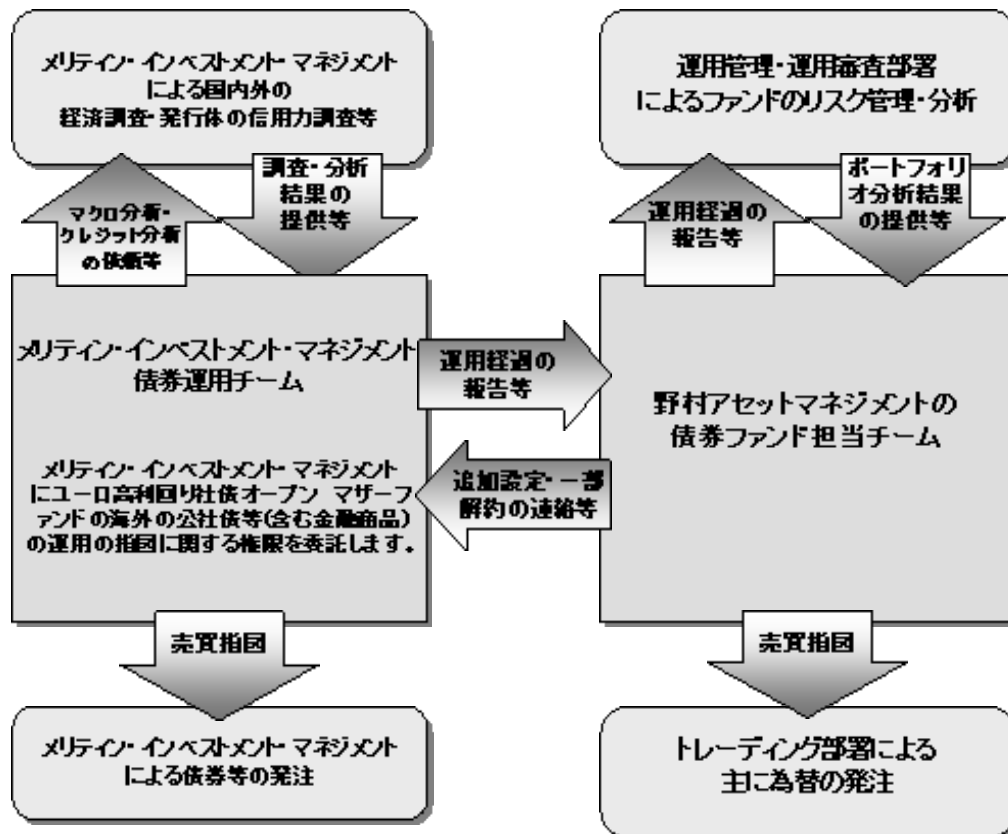 メリティン・インベストメント・マネジメント
による国内外の
経済調査・発行体の信用力調査等
運用管理・運用審査部署
によるファンドのリスク管理・分析
マクロ分析・
クレジット分析
の依頼等
調査・分析
結果の
提供等
運用経過の
報告等
ポートフォリ
オ分析結果
の提供等
メリティン・インベストメント・マネジメント
債券運用チーム
メリティン・インベストメント・マネジメント
にユーロ高利回り社債オープン マザーフ
ァンドの海外の公社債等(含む金融商品)
の運用の指図に関する権限を委託します。
運用経過の
報告等
追加設定・一部
解約の連絡等
野村アセットマネジメントの
債券ファンド担当チーム
売買指図
売買指図
メリティン・インベストメント・マネジメント
による債券等の発注
トレーディング部署による
主に為替の発注